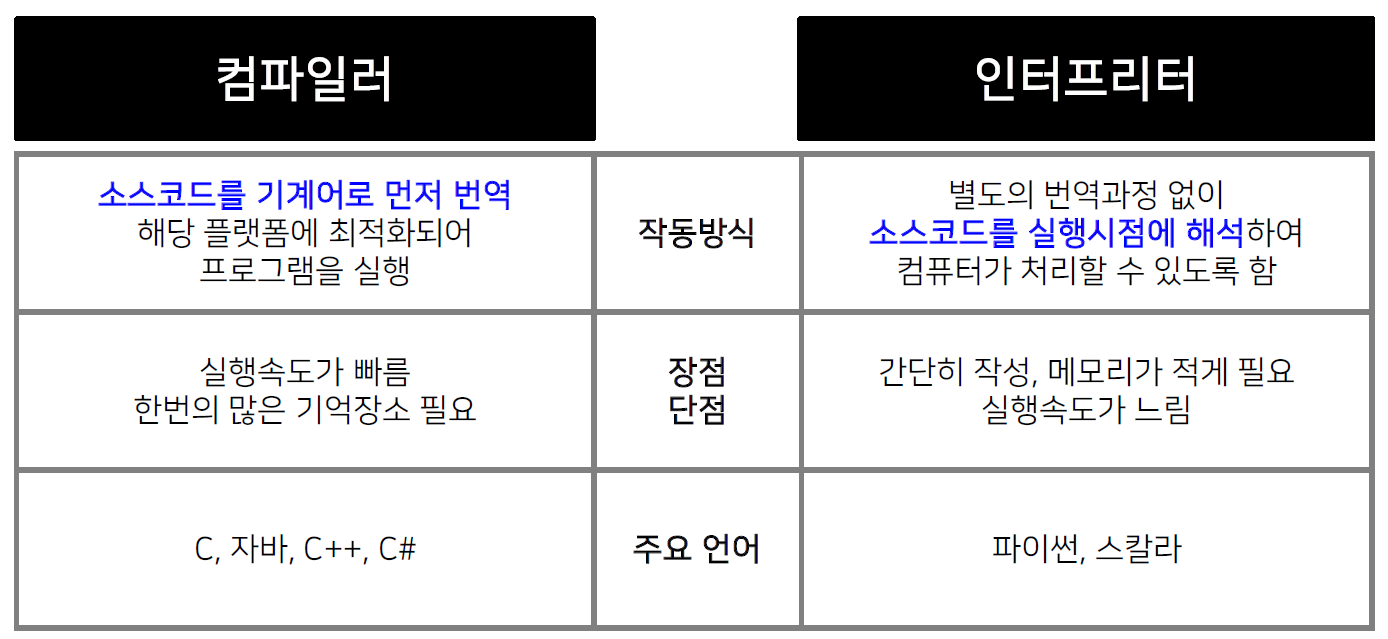 컴파일러
인터프리터
소스코드를 기계어로 먼저 번역
해당 플랫폼에 최적화되어
프로그램을 실행
작동방식
별도의 번역과정 없이
소스코드를 실행시점에 해석하여
컴퓨터가 처리할 수 있도록 함
실행속도가 빠름
한번의 많은 기억장소 필요
장점
단점
간단히 작성, 메모리가 적게 필요
실행속도가 느림
C, 자바, C++, C#
주요 언어
파이썬, 스칼라